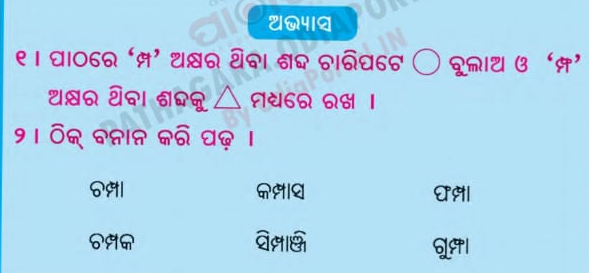 ଅଭ୍ୟାସ
୧। ପାଠରେ ‘ମ୍ପ’ ଅକ୍ଷର ଥିବା ଶବ୍ଦ ଚାରିପଟେ ◯ ବୁଲାଅ ଓ ‘ମ୍ଫ’
ଅକ୍ଷର ଥିବା ଶବ୍ଦକୁ △ ମଧ୍ୟରେ ରଖ ।
୨। ଠିକ୍ ବନାନ କରି ପଢ଼ ।
ଚମ୍ପା କମ୍ପାସ ଫମ୍ପା
ଚମ୍ପକ ସିମ୍ପାଞ୍ଜି ଗୁମ୍ଫା